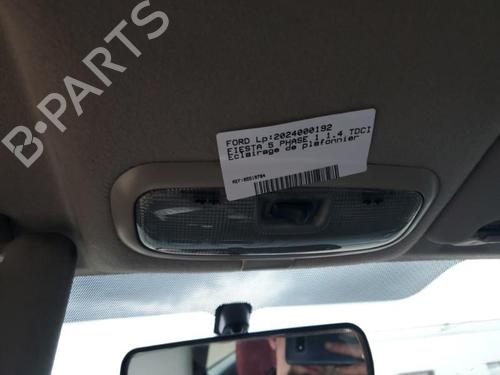 B-PARTS
FORD Lp:2024000192
FIESTA 5 PHASE 1 1.4 TDCI
Eclairage de plafonnier